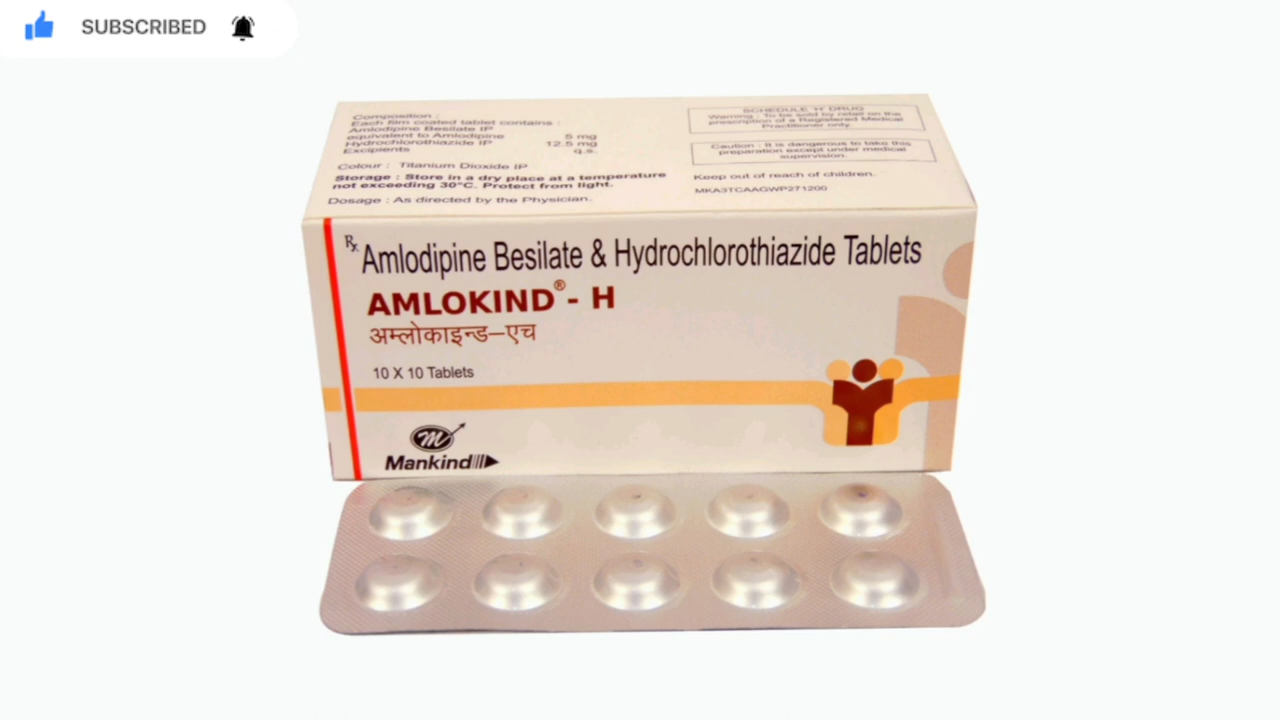 SUBSCRIBED
Composition :
Each film coated tablet contains :
Amlodipine Besilate IP
equivalent to Amlodipine 5 mg
Hydrochlorothiazide IP 12.5 mg
Excipients q.s.
Colour : Titanium Dioxide IP
Storage : Store in a dry place at a temperature
not exceeding 30°C. Protect from light.
Dosage : As directed by the Physician.
SCHEDULE 'H' DRUG
Warning : To be sold by retail on the
prescription of a Registered Medical
Practitioner only.
Caution : It is dangerous to take this
preparation except under medical
supervision.
Keep out of reach of children.
MKA3TCAAGWP271200
Rx Amlodipine Besilate & Hydrochlorothiazide Tablets
AMLOKIND® - H
अम्लोकाइन्ड–एच
10 X 10 Tablets
m
Mankind